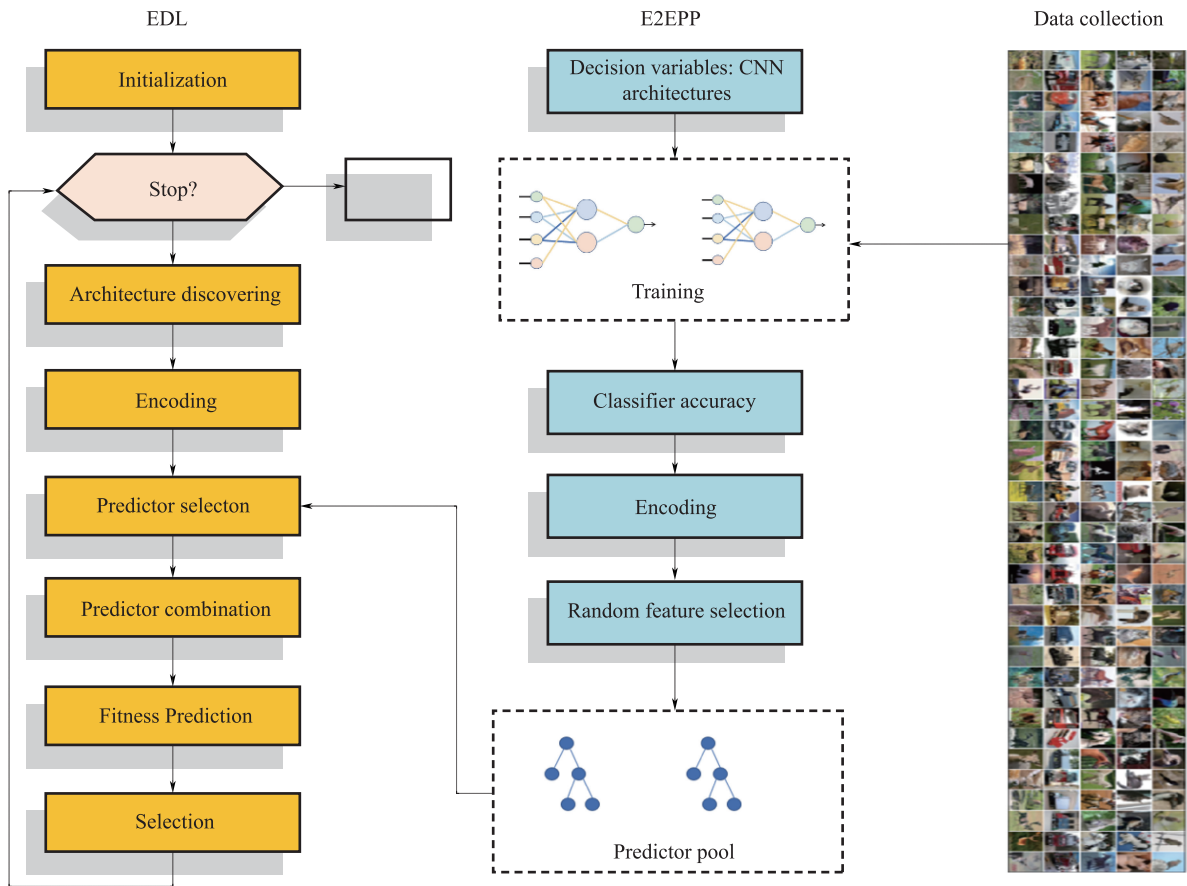 EDL
Initialization
Stop?
Architecture discovering
Encoding
Predictor selecton
Predictor combination
Fitness Prediction
Selection
E2EPP
Decision variables: CNN
architectures
Training
Classifier accuracy
Encoding
Random feature selection
Predictor pool
Data collection